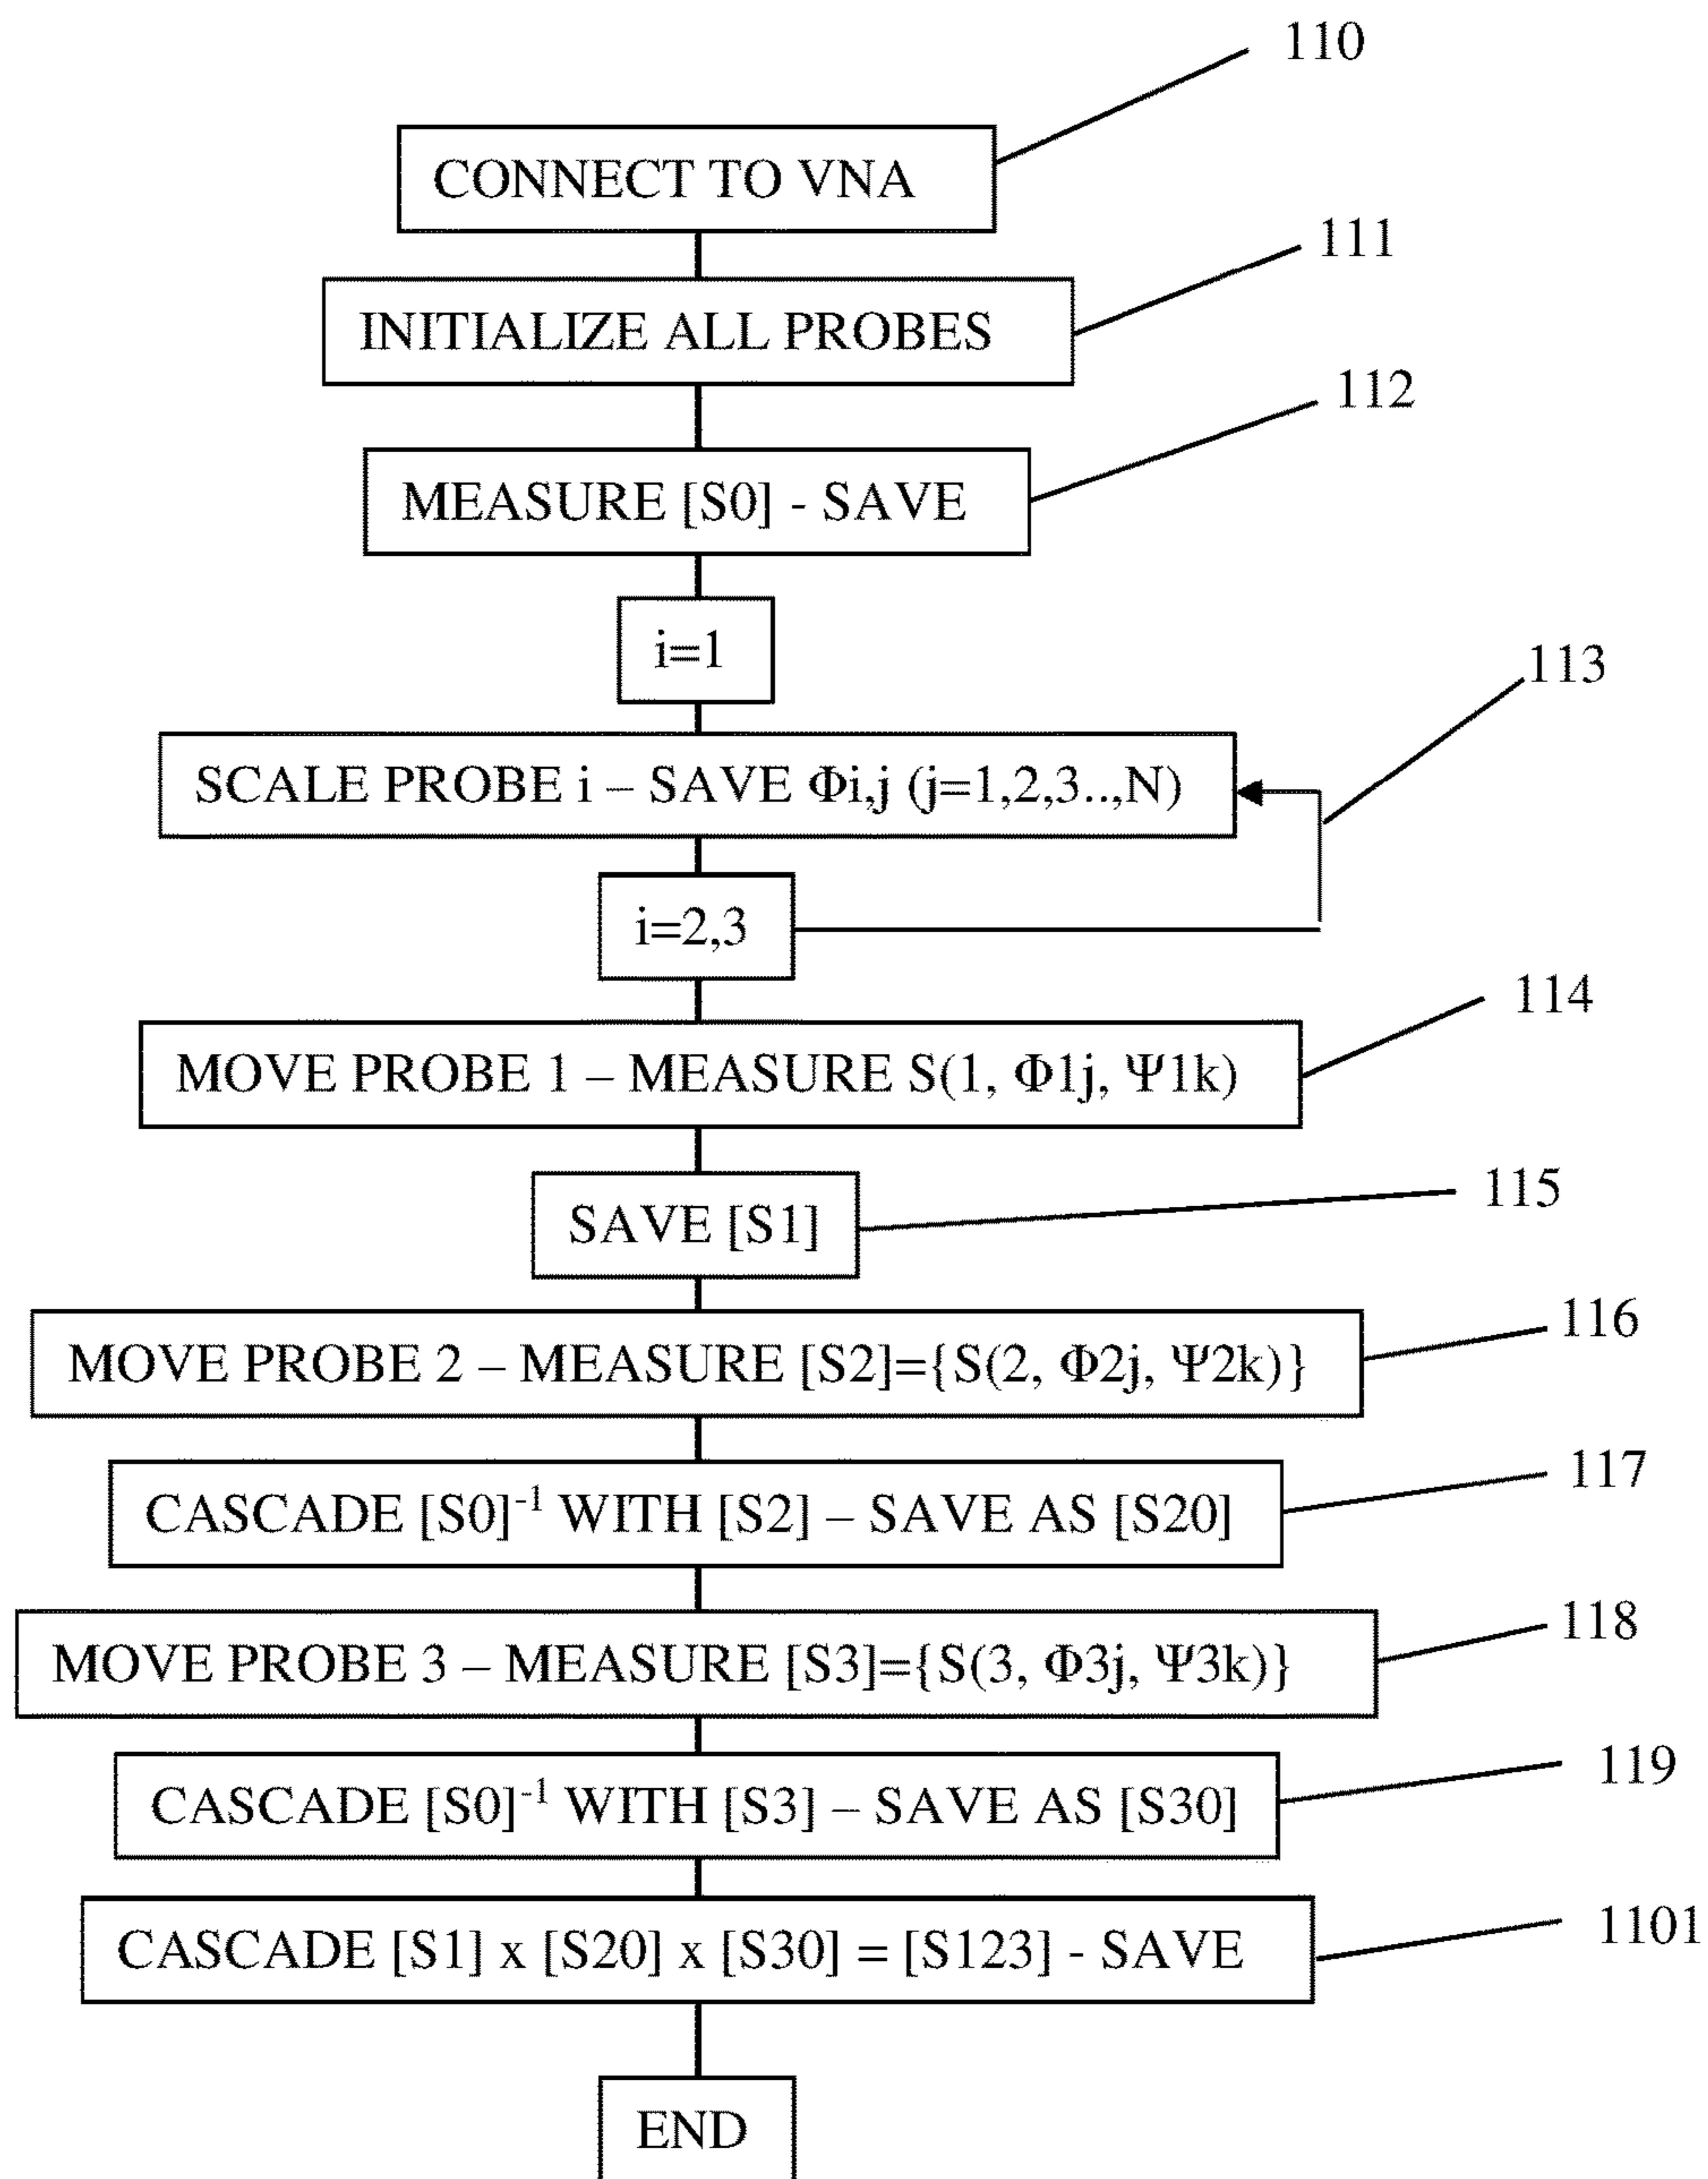 110
CONNECT TO VNA
111
INITIALIZE ALL PROBES
112
MEASURE [S0] - SAVE
i=1
113
SCALE PROBE i – SAVE Φi,j (j=1,2,3..,N)
i=2,3
114
MOVE PROBE 1 – MEASURE S(1, Φ1j, Ψ1k)
115
SAVE [S1]
116
MOVE PROBE 2 – MEASURE [S2]={S(2, Φ2j, Ψ2k)}
117
CASCADE [S0]⁻¹ WITH [S2] – SAVE AS [S20]
118
MOVE PROBE 3 – MEASURE [S3]={S(3, Φ3j, Ψ3k)}
119
CASCADE [S0]⁻¹ WITH [S3] – SAVE AS [S30]
1101
CASCADE [S1] x [S20] x [S30] = [S123] - SAVE
END